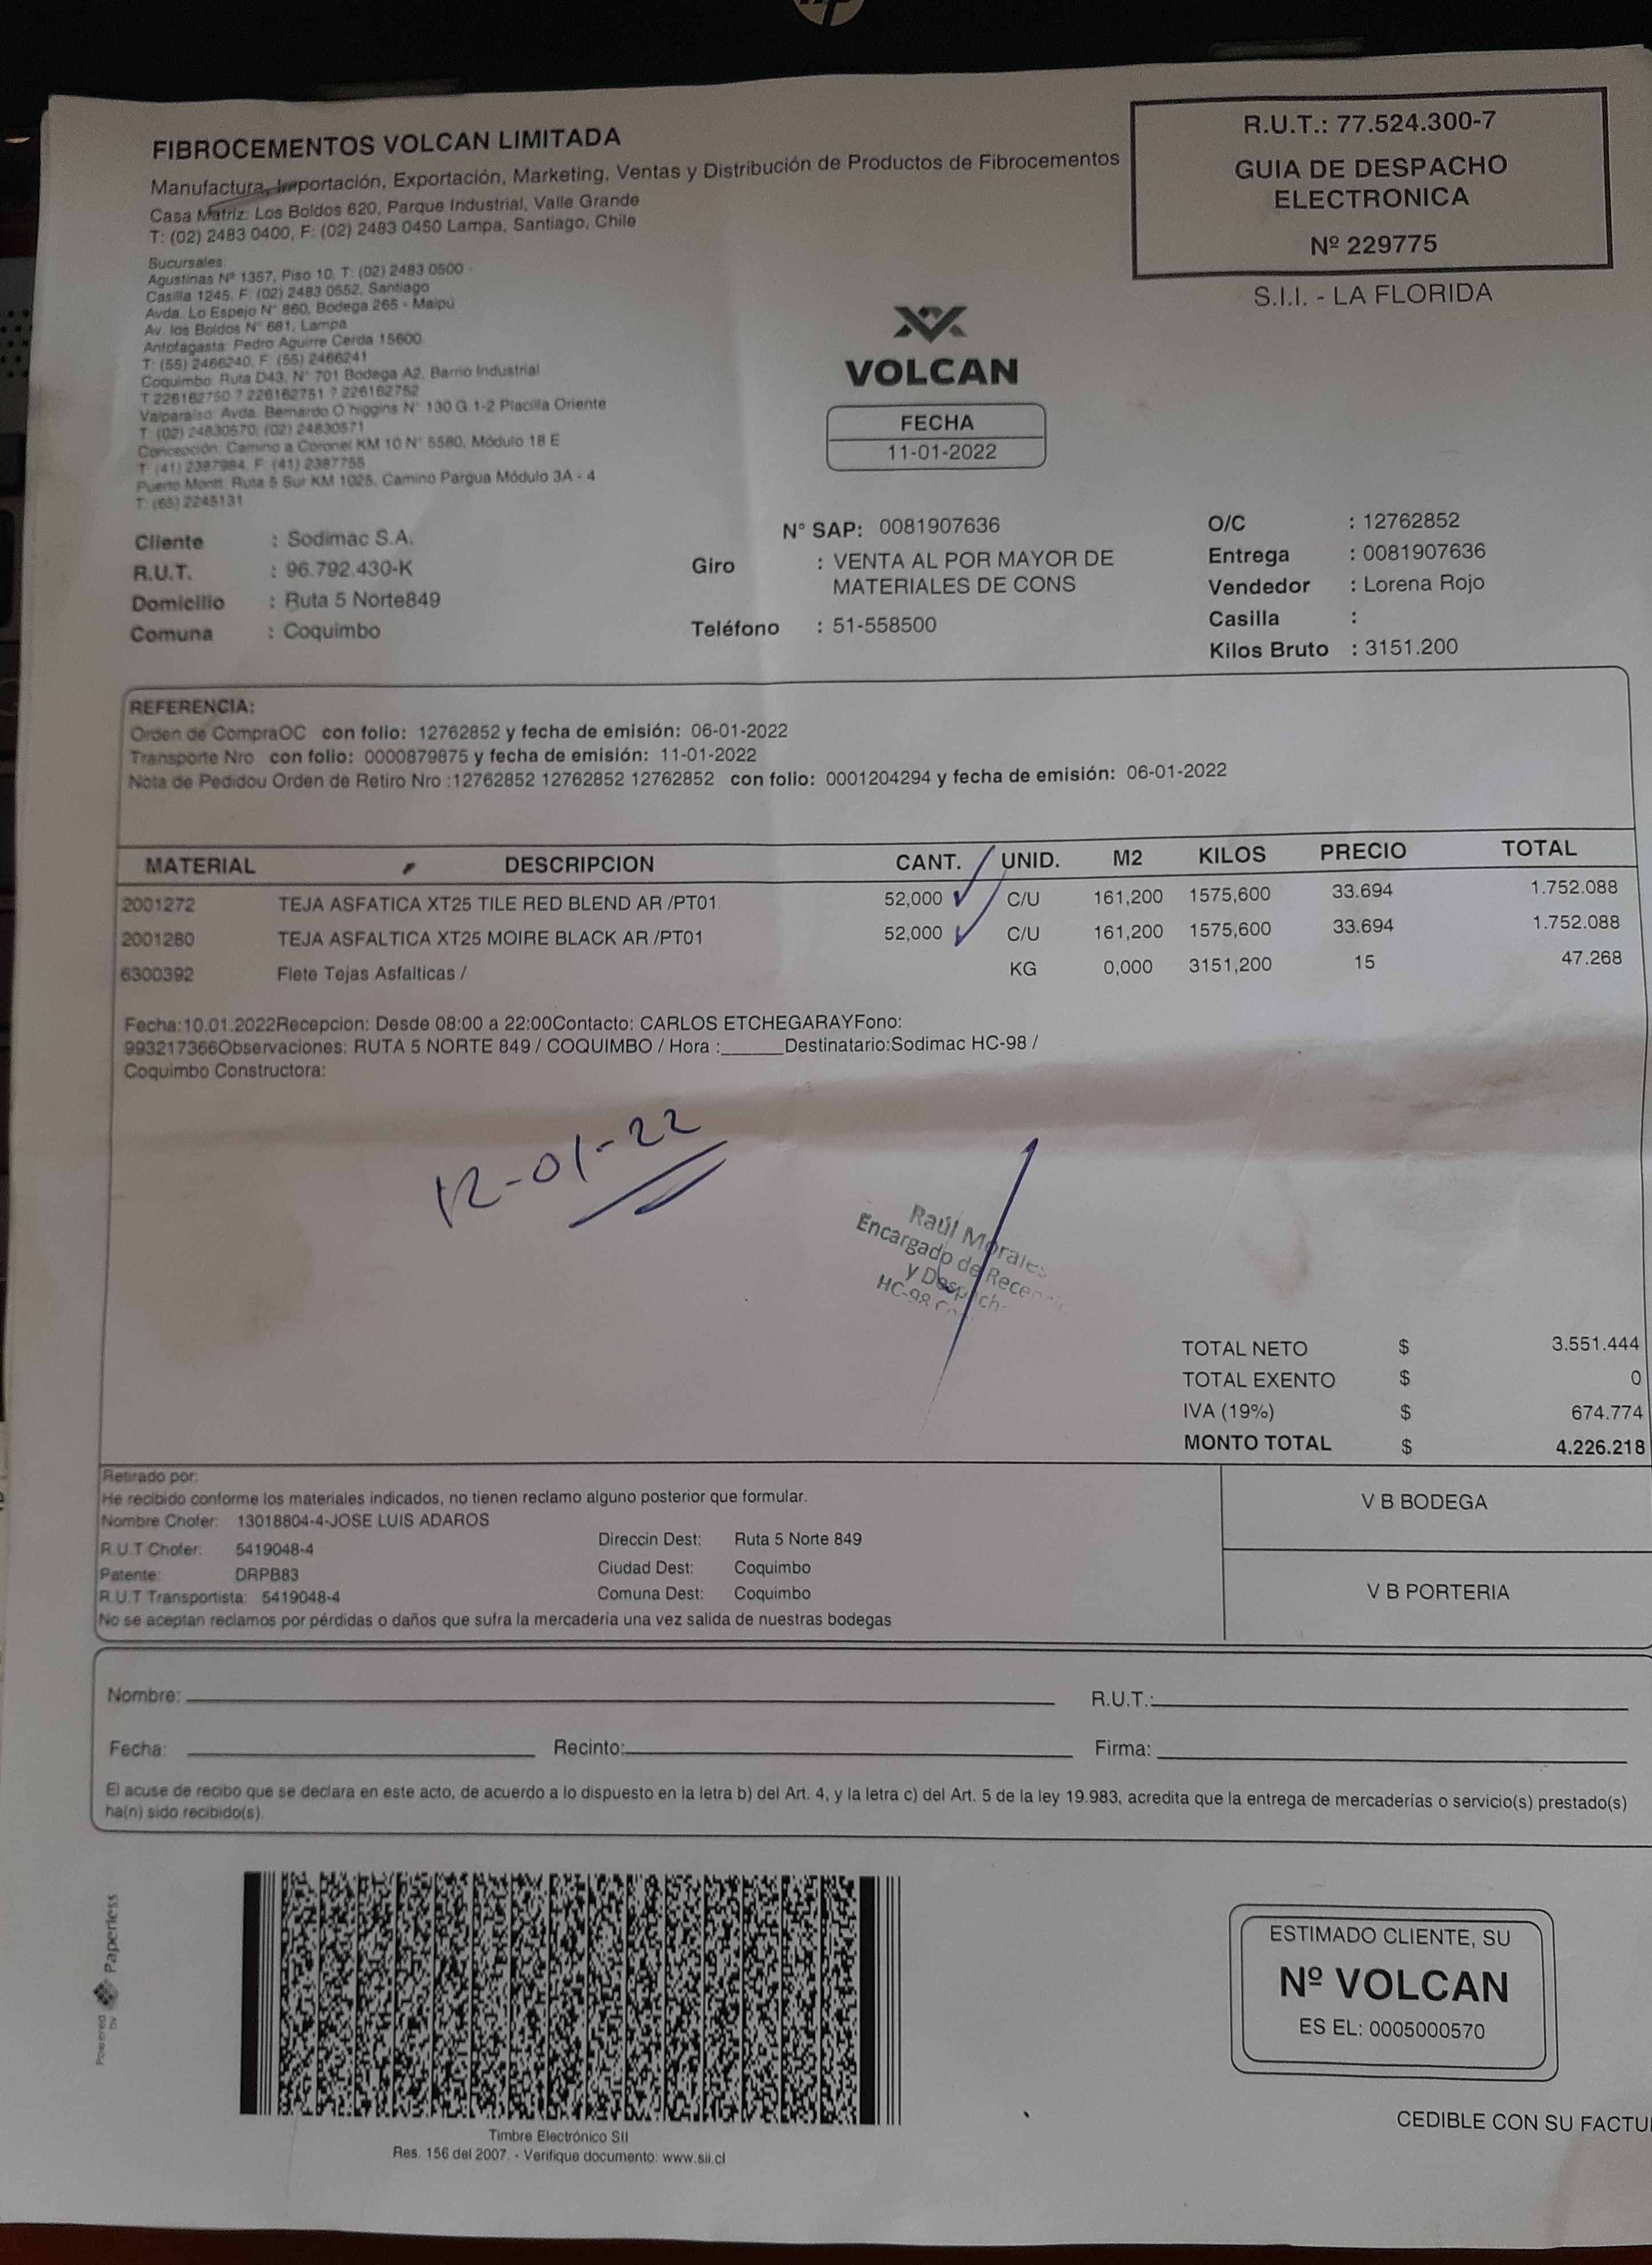 FIBROCEMENTOS VOLCAN LIMITADA
Manufactura, Importación, Exportación, Marketing, Ventas y Distribución de Productos de Fibrocementos
Casa Matriz: Los Boldos 620, Parque Industrial, Valle Grande
T: (02) 2483 0400, F: (02) 2483 0450 Lampa, Santiago, Chile
Sucursales:
Agustinas Nº 1357, Piso 10, T: (02) 2483 0500
Casilla 1245, F: (02) 2483 0552, Santiago
Avda. Lo Espejo N° 860, Bodega 265 - Maipú
Av. los Boldos N° 681, Lampa
Antofagasta: Pedro Aguirre Cerda 15600
T: (55) 2466240, F: (55) 2466241
Coquimbo: Ruta D43, N° 701 Bodega A2, Barrio Industrial
T 226162750 ? 226162751 ? 226162752
Valparaíso: Avda. Bernardo O´higgins N° 130 G 1-2 Placilla Oriente
T: (02) 24830570, (02) 24830571
Concepción: Camino a Coronel KM 10 N° 5580, Módulo 18 E
T: (41) 2387984, F: (41) 2387755
Puerto Montt: Ruta 5 Sur KM 1025, Camino Pargua Módulo 3A - 4
T: (65) 2245131
R.U.T.: 77.524.300-7
GUIA DE DESPACHO
ELECTRONICA
Nº 229775
S.I.I. - LA FLORIDA
VOLCAN
FECHA
11-01-2022
Cliente : Sodimac S.A.
R.U.T. : 96.792.430-K
Domicilio : Ruta 5 Norte849
Comuna : Coquimbo
N° SAP: 0081907636
Giro : VENTA AL POR MAYOR DE
MATERIALES DE CONS
Teléfono : 51-558500
O/C : 12762852
Entrega : 0081907636
Vendedor : Lorena Rojo
Casilla :
Kilos Bruto : 3151.200
REFERENCIA:
Orden de CompraOC con folio: 12762852 y fecha de emisión: 06-01-2022
Transporte Nro con folio: 0000879875 y fecha de emisión: 11-01-2022
Nota de Pedidou Orden de Retiro Nro :12762852 12762852 12762852 con folio: 0001204294 y fecha de emisión: 06-01-2022
MATERIAL DESCRIPCION CANT. UNID. M2 KILOS PRECIO TOTAL
2001272 TEJA ASFATICA XT25 TILE RED BLEND AR /PT01 52,000 C/U 161,200 1575,600 33.694 1.752.088
2001280 TEJA ASFALTICA XT25 MOIRE BLACK AR /PT01 52,000 C/U 161,200 1575,600 33.694 1.752.088
6300392 Flete Tejas Asfalticas / KG 0,000 3151,200 15 47.268
Fecha:10.01.2022Recepcion: Desde 08:00 a 22:00Contacto: CARLOS ETCHEGARAYFono:
993217366Observaciones: RUTA 5 NORTE 849 / COQUIMBO / Hora :______Destinatario:Sodimac HC-98 /
Coquimbo Constructora:
12-01-22
Raúl Morales
Encargado de
y Despacho
HC-98
TOTAL NETO $ 3.551.444
TOTAL EXENTO $ 0
IVA (19%) $ 674.774
MONTO TOTAL $ 4.226.218
Retirado por:
He recibido conforme los materiales indicados, no tienen reclamo alguno posterior que formular.
Nombre Chofer: 13018804-4-JOSE LUIS ADAROS
R.U.T Chofer: 5419048-4
Patente: DRPB83
R.U.T Transportista: 5419048-4
Direccin Dest: Ruta 5 Norte 849
Ciudad Dest: Coquimbo
Comuna Dest: Coquimbo
No se aceptan reclamos por pérdidas o daños que sufra la mercadería una vez salida de nuestras bodegas
V B BODEGA
V B PORTERIA
Nombre: R.U.T.:
Fecha: Recinto: Firma:
El acuse de recibo que se declara en este acto, de acuerdo a lo dispuesto en la letra b) del Art. 4, y la letra c) del Art. 5 de la ley 19.983, acredita que la entrega de mercaderías o servicio(s) prestado(s)
ha(n) sido recibido(s).
Powered by Paperless
Timbre Electrónico SII
Res. 156 del 2007. - Verifique documento: www.sii.cl
ESTIMADO CLIENTE, SU
Nº VOLCAN
ES EL: 0005000570
CEDIBLE CON SU FACTU